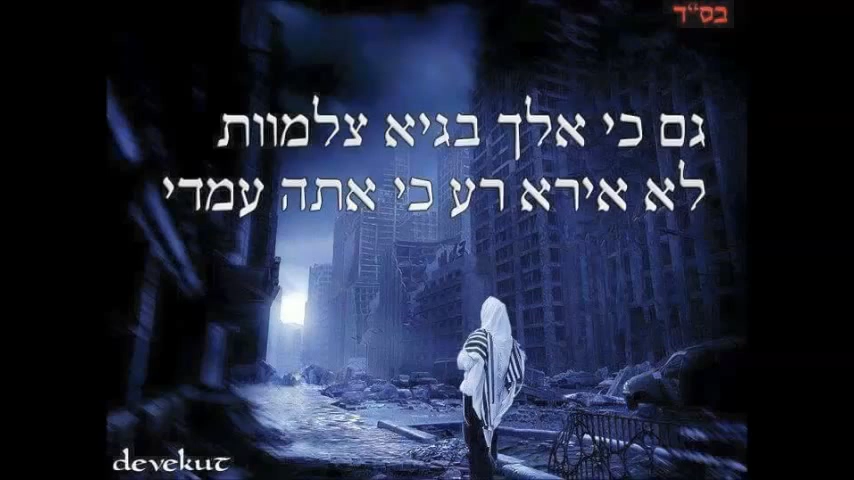 בס"ד
גם כי אלך בגיא צלמוות
לא אירא רע כי אתה עמדי
devekut